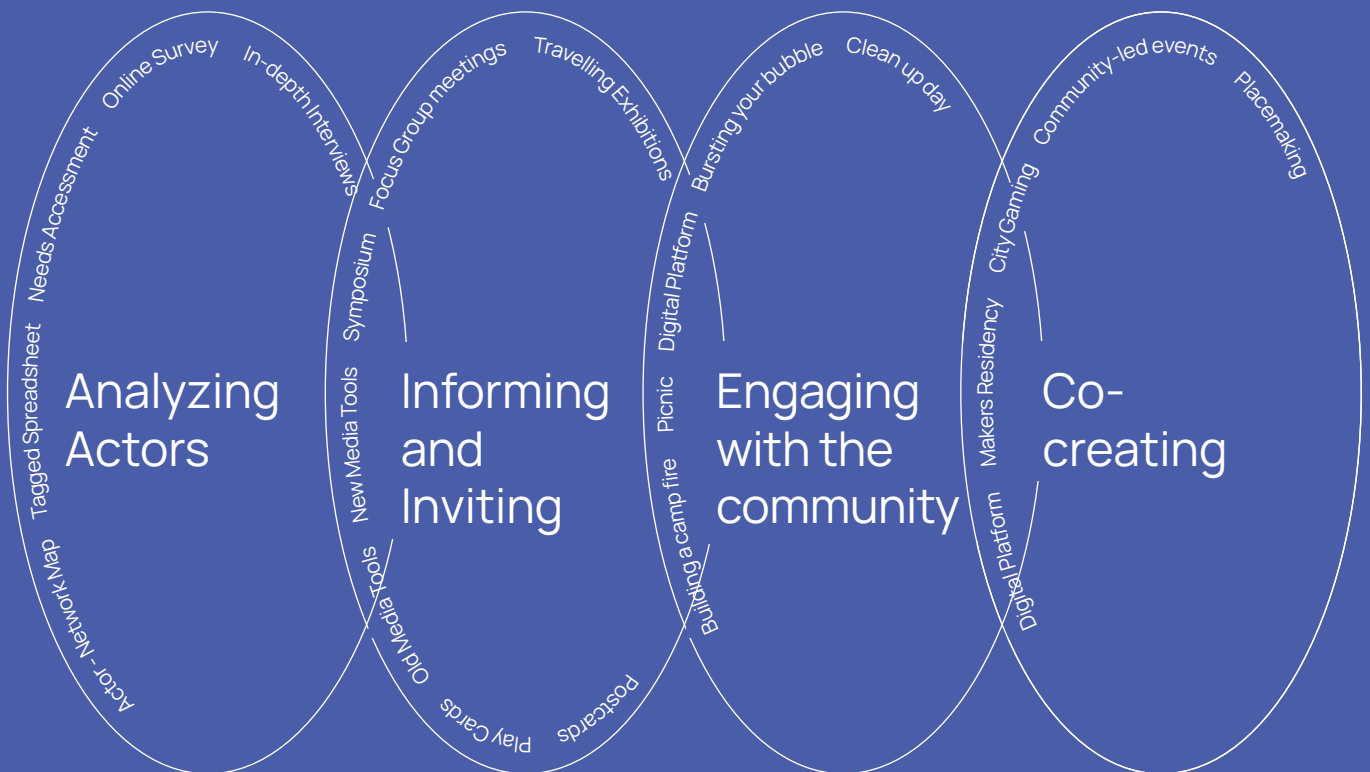 Actor - Network Map
Tagged Spreadsheet
Needs Accessment
Online Survey
In-depth Interviews
Analyzing
Actors
Postcards
Play Cards
Old Media Tools
New Media Tools
Symposium
Focus Group meetings
Travelling Exhibitions
Informing
and
Inviting
Building a camp fire
Picnic
Digital Platform
Bursting your bubble
Clean up day
Engaging
with the
community
Digital Platform
Makers Residency
City Gaming
Community-led events
Placemaking
Co-
creating